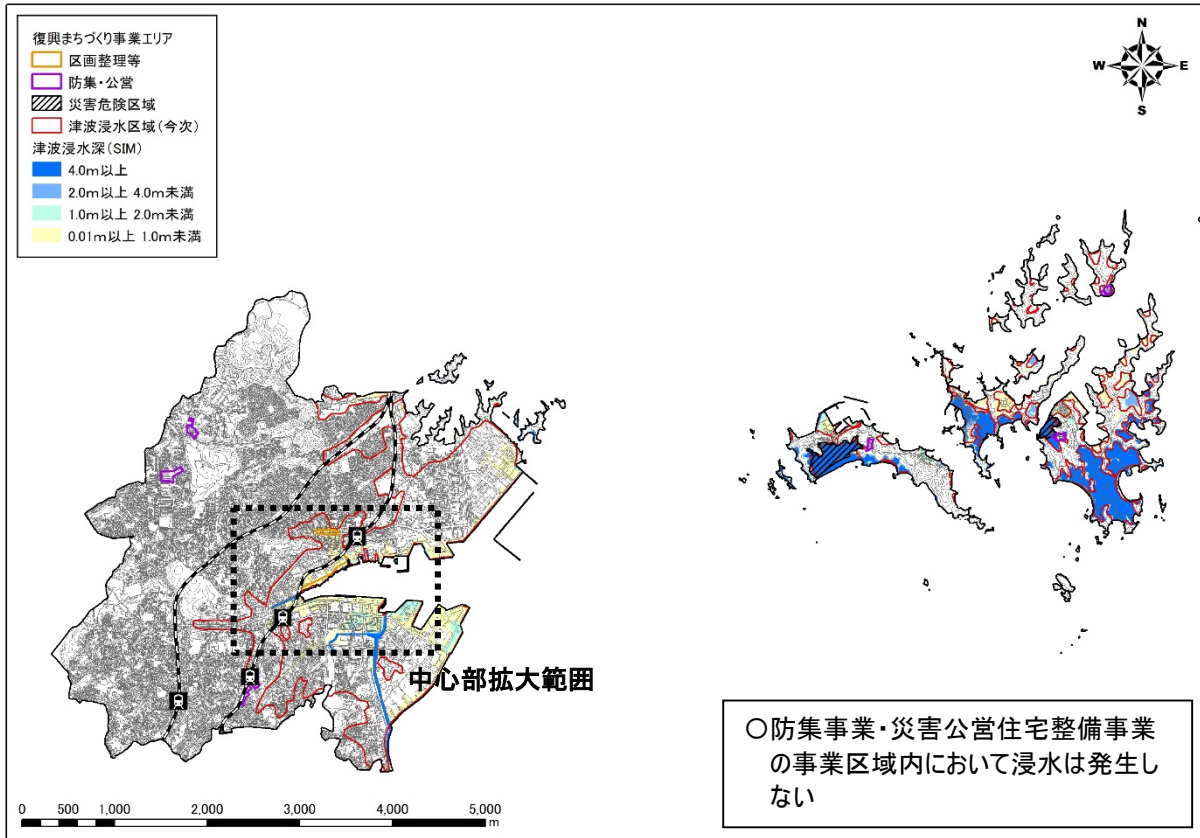 復興まちづくり事業エリア
区画整理等
防集・公営
災害危険区域
津波浸水区域(今次)
津波浸水深(SIM)
4.0m以上
2.0m以上 4.0m未満
1.0m以上 2.0m未満
0.01m以上 1.0m未満
N
W E
S
中心部拡大範囲
○防集事業・災害公営住宅整備事業
の事業区域内において浸水は発生し
ない
0 500 1,000 2,000 3,000 4,000 5,000
m